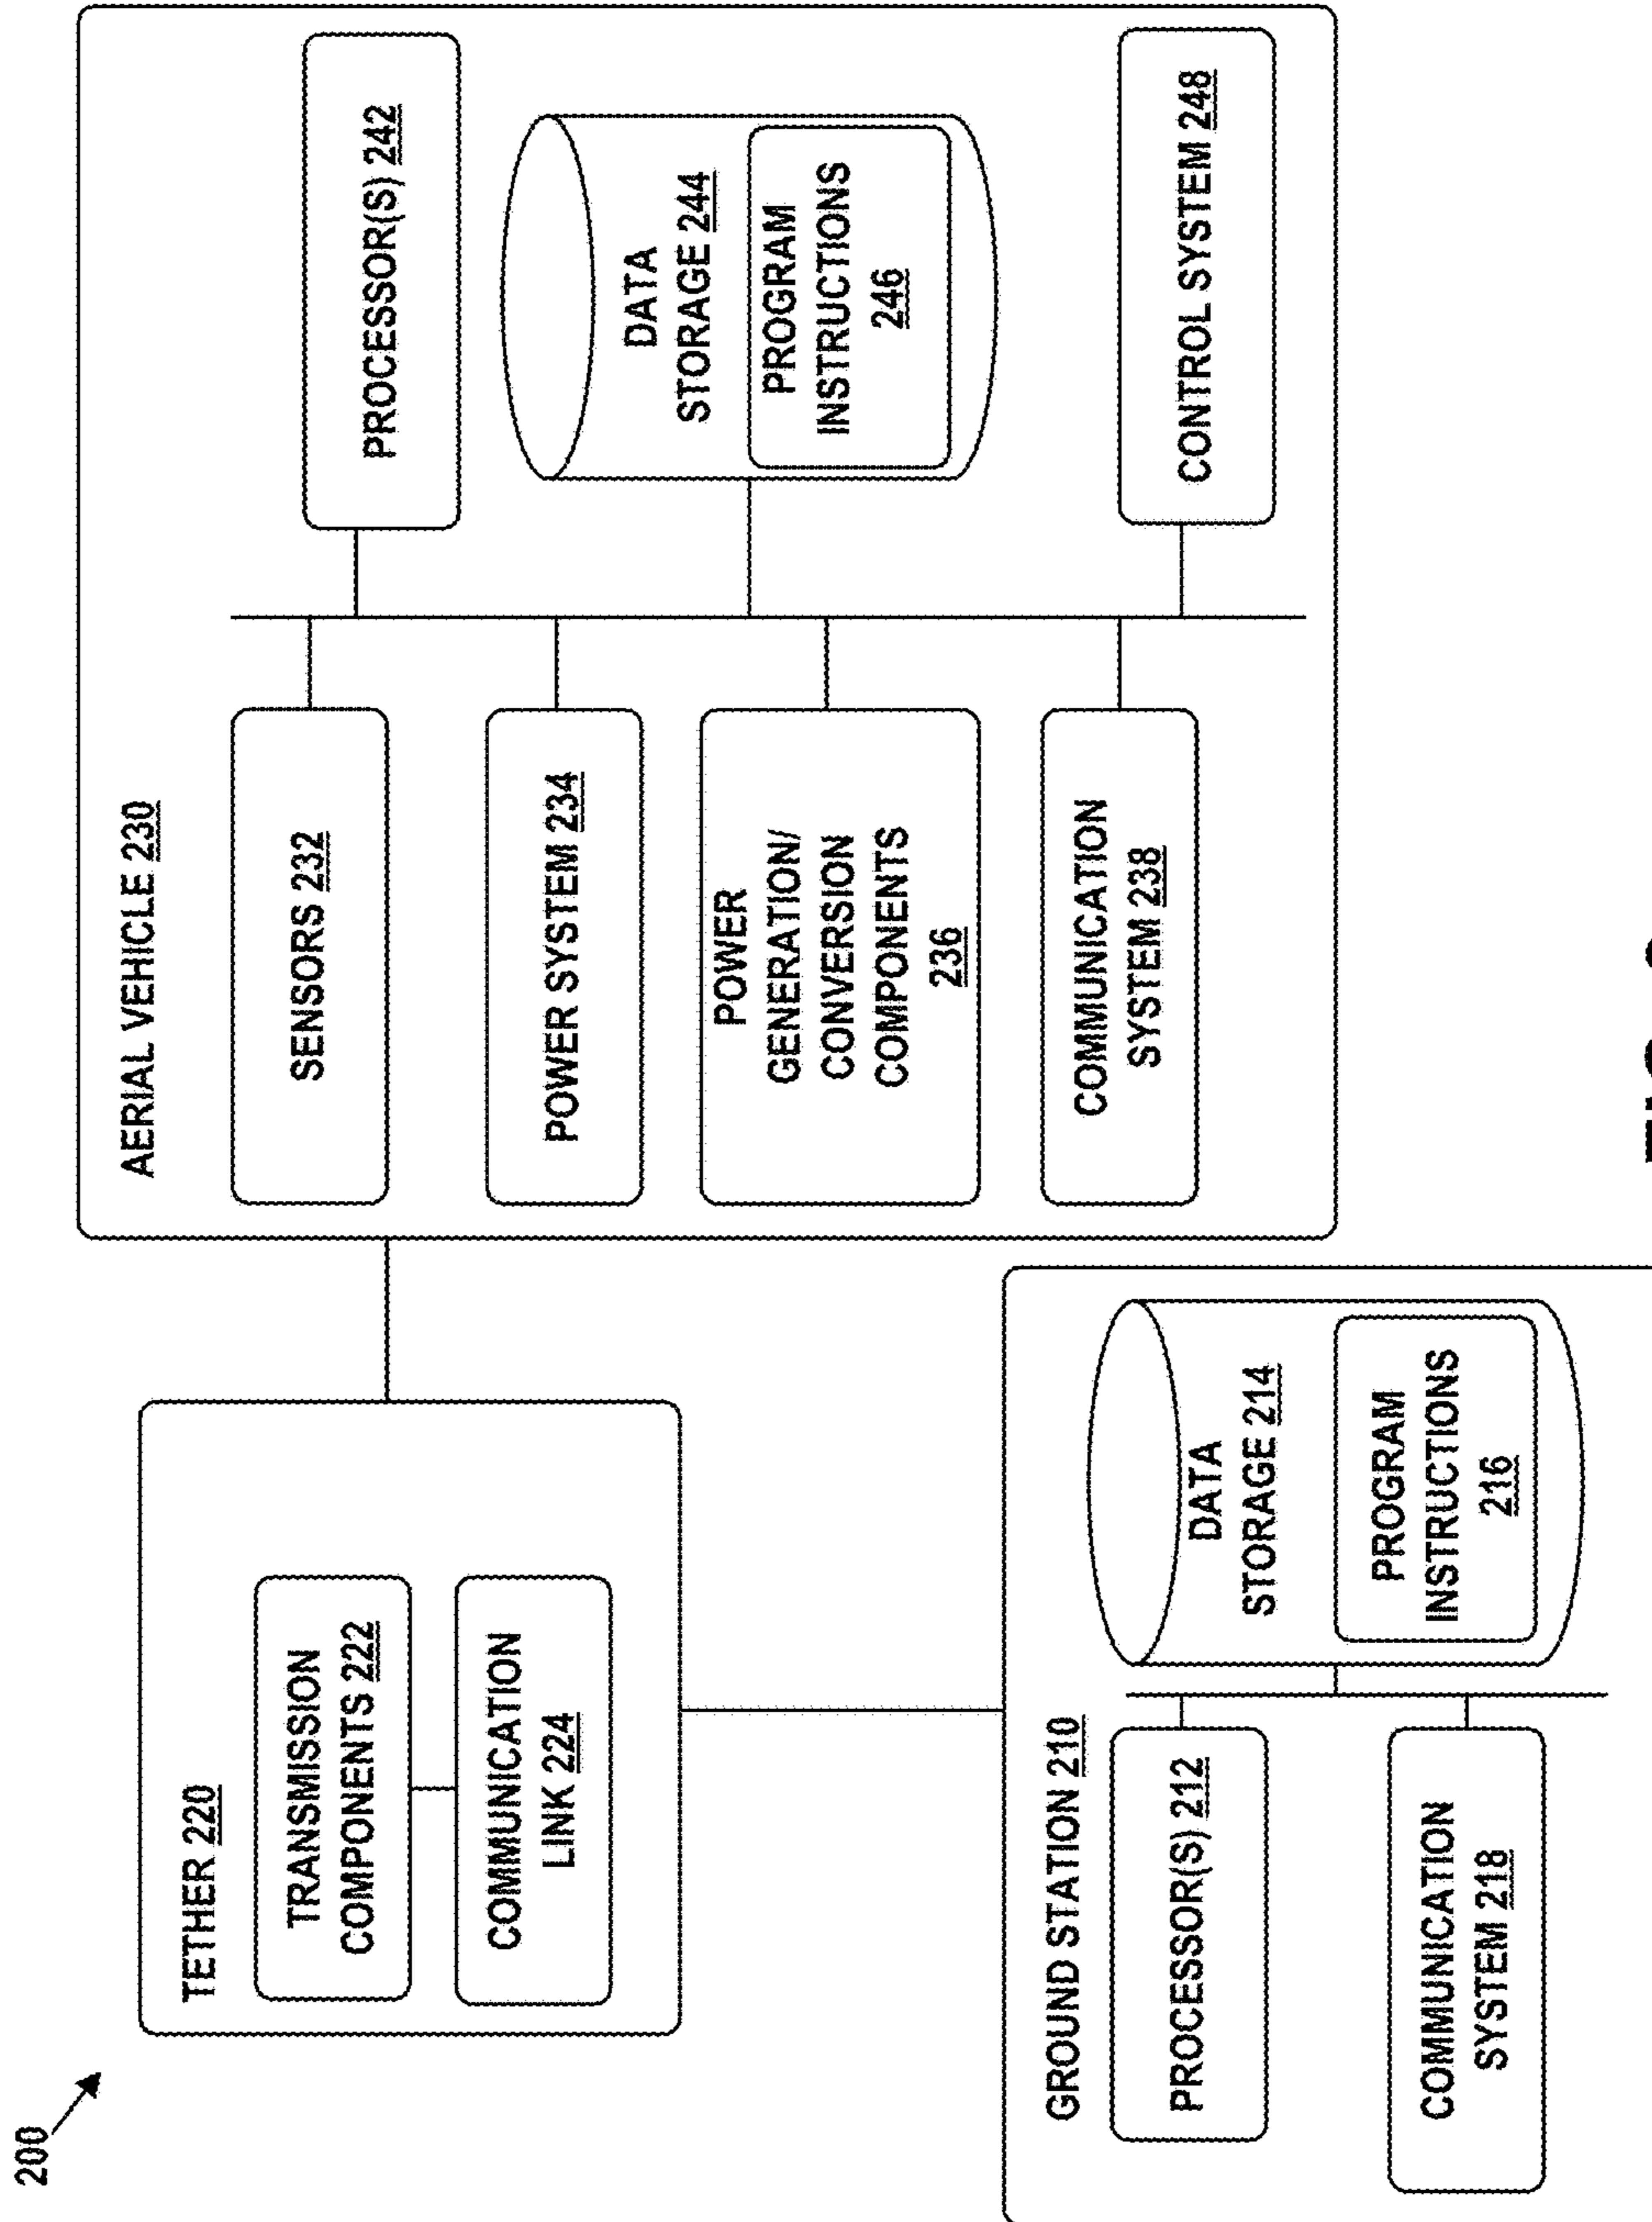 200
TETHER 220
TRANSMISSION
COMPONENTS 222
COMMUNICATION
LINK 224
AERIAL VEHICLE 230
SENSORS 232
POWER SYSTEM 234
POWER
GENERATION/
CONVERSION
COMPONENTS
236
COMMUNICATION
SYSTEM 238
PROCESSOR(S) 242
DATA
STORAGE 244
PROGRAM
INSTRUCTIONS
246
CONTROL SYSTEM 248
GROUND STATION 210
PROCESSOR(S) 212
COMMUNICATION
SYSTEM 218
DATA
STORAGE 214
PROGRAM
INSTRUCTIONS
216